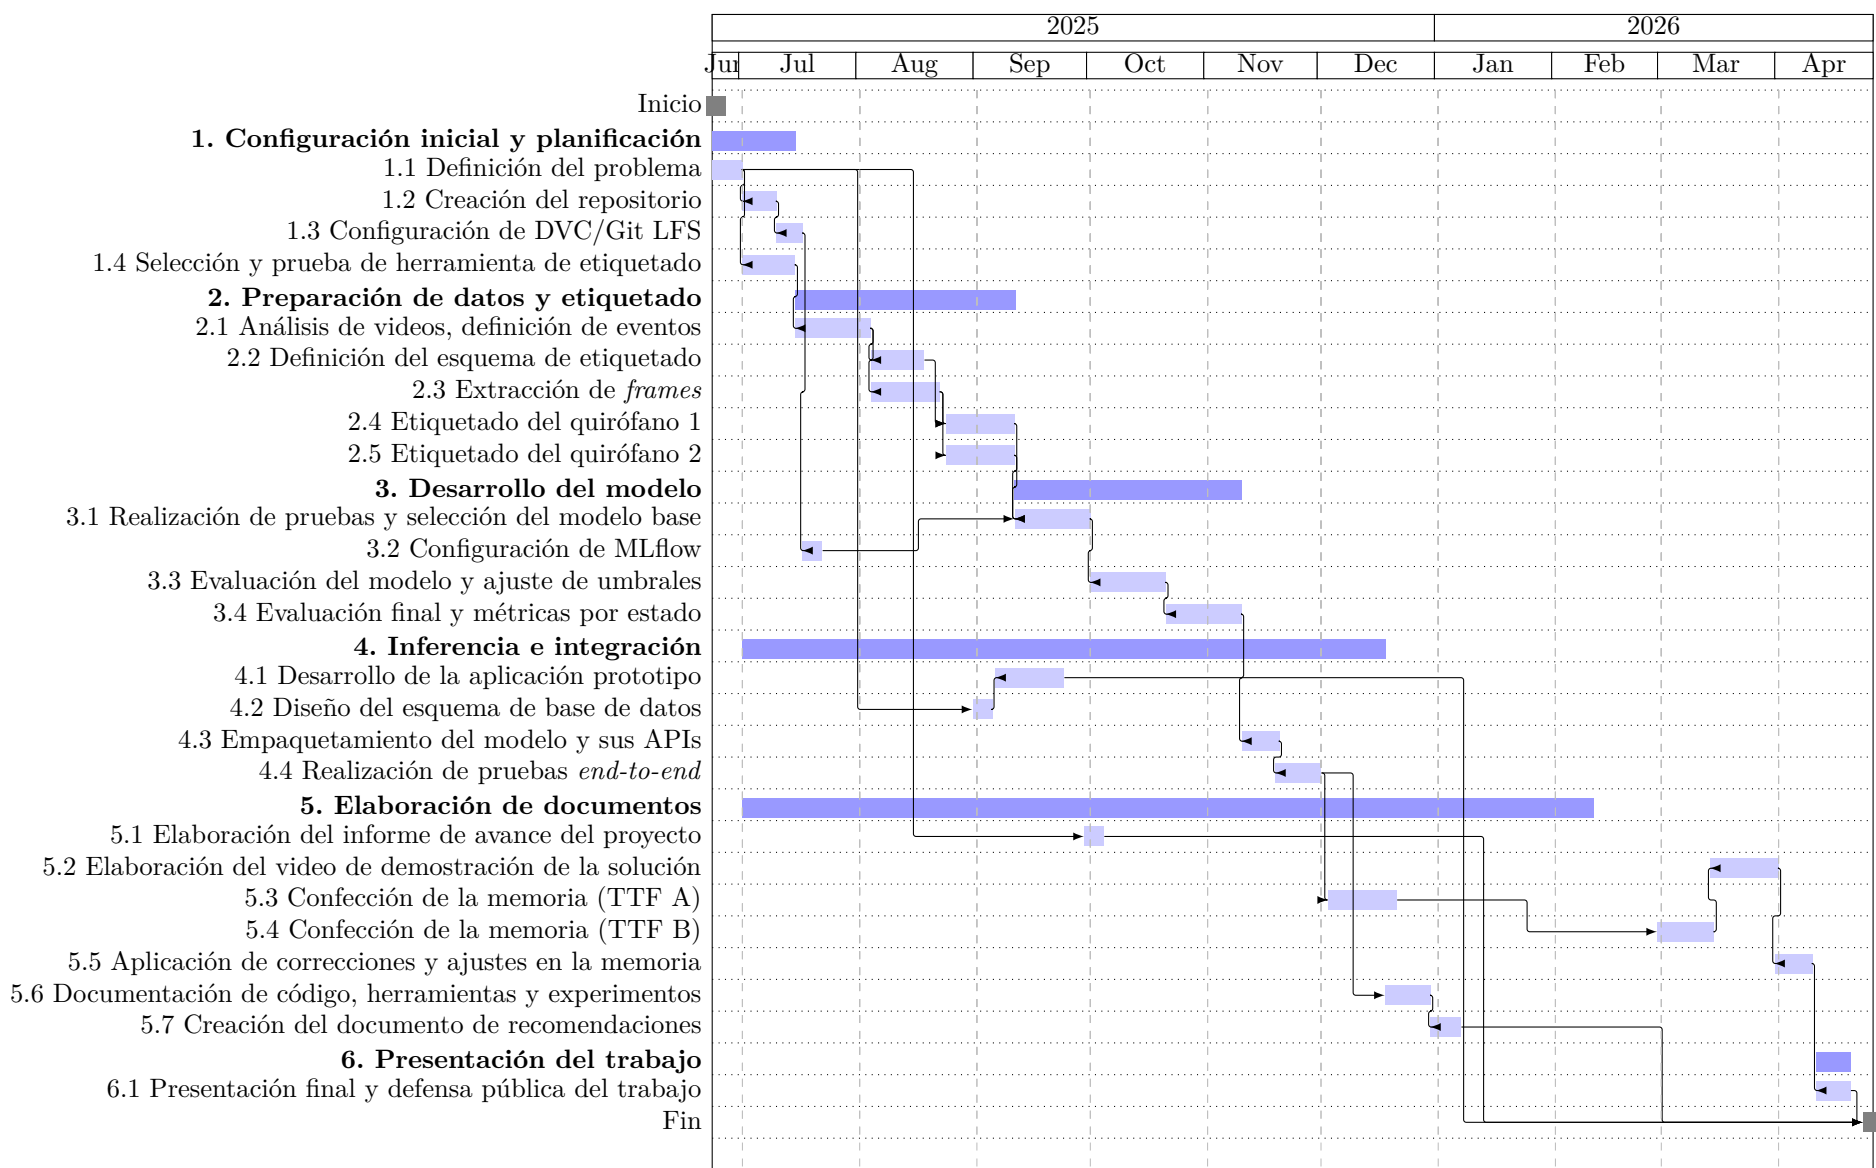 2025 2026
Jun Jul Aug Sep Oct Nov Dec Jan Feb Mar Apr
Inicio
1. Configuración inicial y planificación
1.1 Definición del problema
1.2 Creación del repositorio
1.3 Configuración de DVC/Git LFS
1.4 Selección y prueba de herramienta de etiquetado
2. Preparación de datos y etiquetado
2.1 Análisis de videos, definición de eventos
2.2 Definición del esquema de etiquetado
2.3 Extracción de frames
2.4 Etiquetado del quirófano 1
2.5 Etiquetado del quirófano 2
3. Desarrollo del modelo
3.1 Realización de pruebas y selección del modelo base
3.2 Configuración de MLflow
3.3 Evaluación del modelo y ajuste de umbrales
3.4 Evaluación final y métricas por estado
4. Inferencia e integración
4.1 Desarrollo de la aplicación prototipo
4.2 Diseño del esquema de base de datos
4.3 Empaquetamiento del modelo y sus APIs
4.4 Realización de pruebas end-to-end
5. Elaboración de documentos
5.1 Elaboración del informe de avance del proyecto
5.2 Elaboración del video de demostración de la solución
5.3 Confección de la memoria (TTF A)
5.4 Confección de la memoria (TTF B)
5.5 Aplicación de correcciones y ajustes en la memoria
5.6 Documentación de código, herramientas y experimentos
5.7 Creación del documento de recomendaciones
6. Presentación del trabajo
6.1 Presentación final y defensa pública del trabajo
Fin